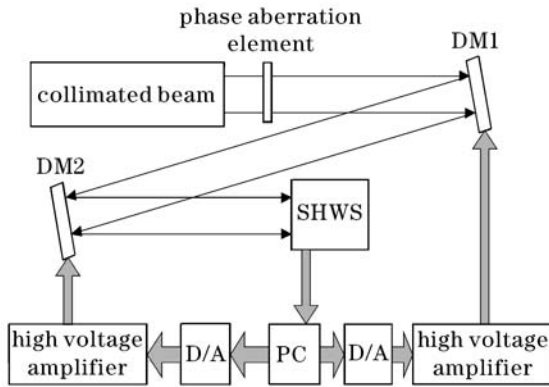 phase aberration
element
DM1
collimated beam
DM2
SHWS
high voltage
amplifier
D/A
PC
D/A
high voltage
amplifier